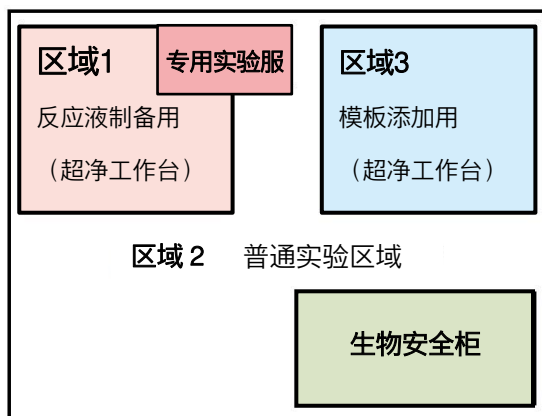 区域1
专用实验服
反应液制备用
（超净工作台）
区域3
模板添加用
（超净工作台）
区域 2 普通实验区域
生物安全柜